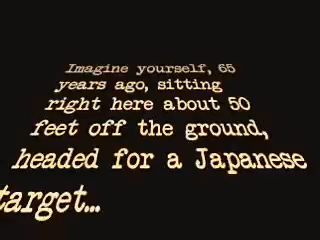 Imagine yourself, 65
years ago, sitting
right here about 50
feet off the ground,
headed for a Japanese
target...